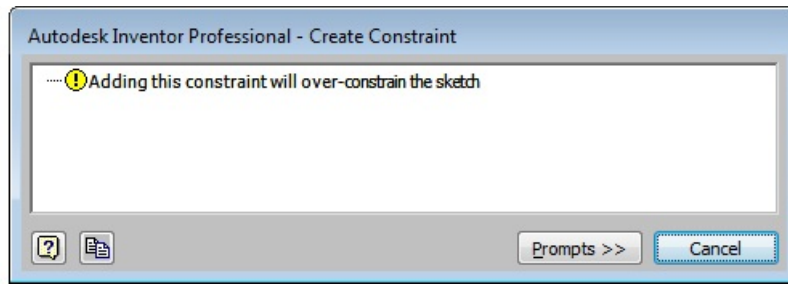 Autodesk Inventor Professional - Create Constraint
Adding this constraint will over-constrain the sketch
Prompts >>
Cancel